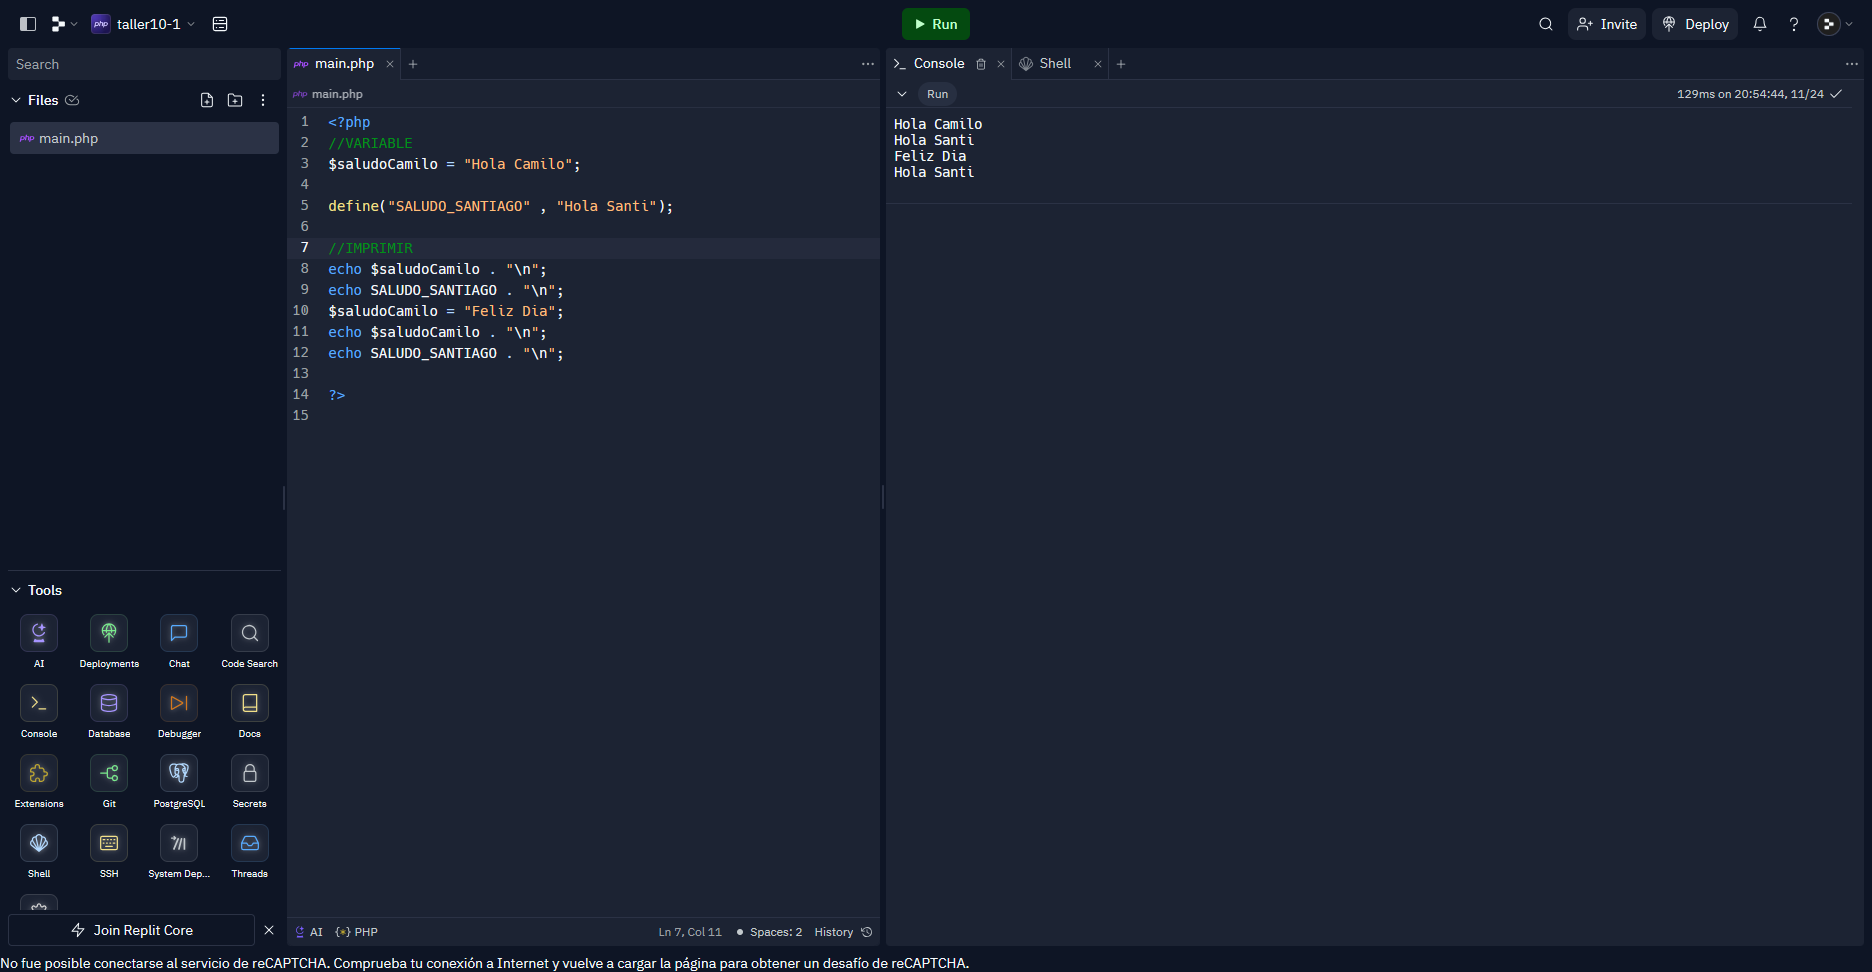 php taller10-1
Run
Invite
Deploy
?
Search
Files
php main.php
php main.php
php main.php
1 <?php
2 //VARIABLE
3 $saludoCamilo = "Hola Camilo";
4
5 define("SALUDO_SANTIAGO" , "Hola Santi");
6
7 //IMPRIMIR
8 echo $saludoCamilo . "\n";
9 echo SALUDO_SANTIAGO . "\n";
10 $saludoCamilo = "Feliz Dia";
11 echo $saludoCamilo . "\n";
12 echo SALUDO_SANTIAGO . "\n";
13
14 ?>
15
Console
Shell
Run
129ms on 20:54:44, 11/24
Hola Camilo
Hola Santi
Feliz Dia
Hola Santi
Tools
AI Deployments Chat Code Search
Console Database Debugger Docs
Extensions Git PostgreSQL Secrets
Shell SSH System Dep... Threads
Join Replit Core
AI {*} PHP
Ln 7, Col 11 Spaces: 2 History
No fue posible conectarse al servicio de reCAPTCHA. Comprueba tu conexión a Internet y vuelve a cargar la página para obtener un desafío de reCAPTCHA.